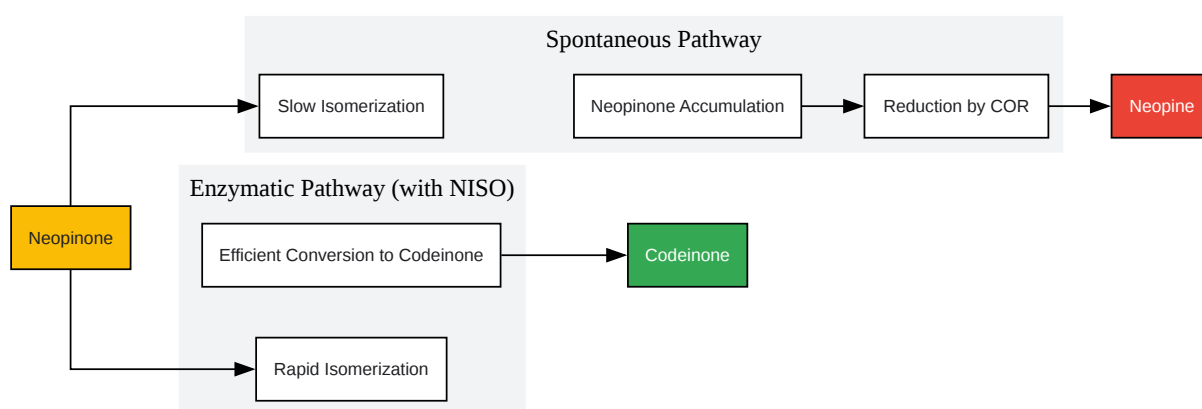 Spontaneous Pathway
Slow Isomerization
Neopinone Accumulation
Reduction by COR
Neopine
Enzymatic Pathway (with NISO)
Neopinone
Efficient Conversion to Codeinone
Codeinone
Rapid Isomerization